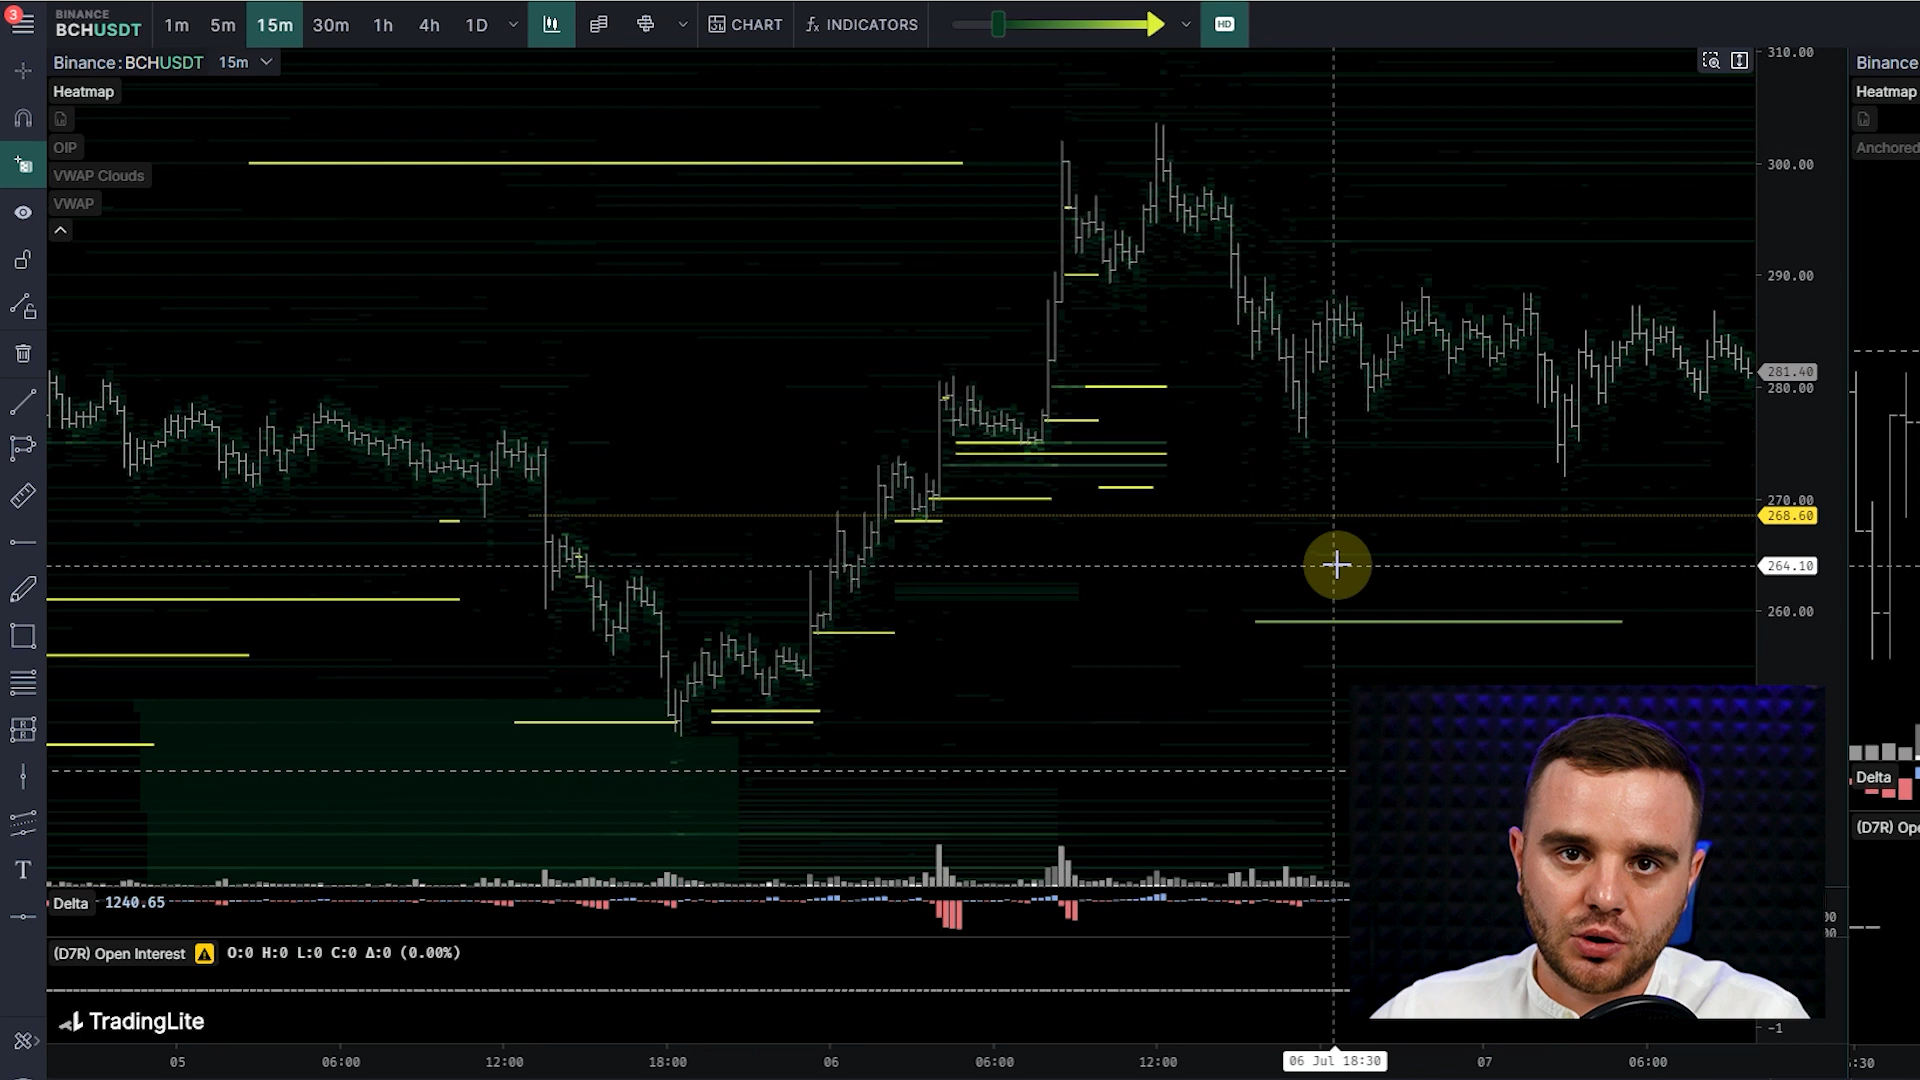 3
BINANCE
BCHUSDT
1m 5m 15m 30m 1h 4h 1D
CHART
fx INDICATORS
HD
Binance:BCHUSDT 15m
Heatmap
OIP
VWAP Clouds
VWAP
310.00
300.00
290.00
281.40
280.00
270.00
268.60
264.10
260.00
Binance
Heatmap
Anchored
Delta
(D7R) Ope
Delta 1240.65
(D7R) Open Interest O:0 H:0 L:0 C:0 Δ:0 (0.00%)
TradingLite
-1
05 06:00 12:00 18:00 06 06:00 12:00 06 Jul 18:30 07 06:00 :30
R R
T